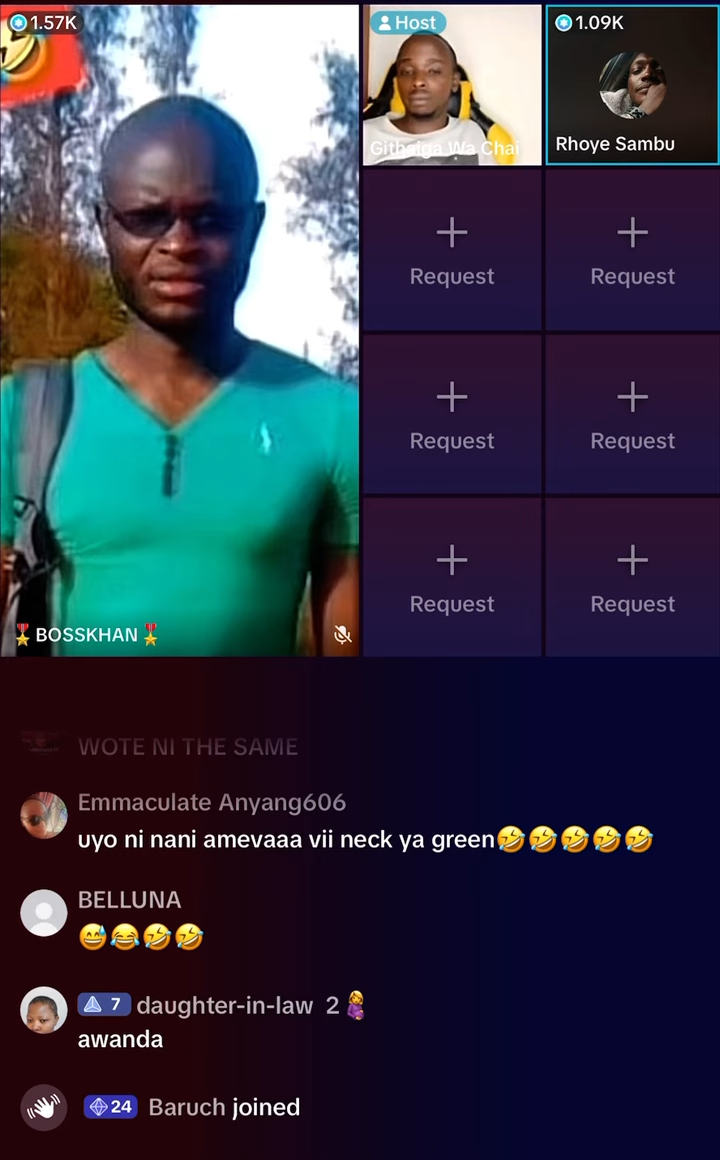 1.57K
Host
1.09K
Githaiga Wa Chai
Rhoye Sambu
Request
Request
Request
Request
Request
Request
🎖️BOSSKHAN🎖️
WOTE NI THE SAME
Emmaculate Anyang606
uyo ni nani amevaaa vii neck ya green🤣🤣🤣🤣🤣
BELLUNA
😅😂🤣🤣
7 daughter-in-law 2🤰
awanda
24 Baruch joined